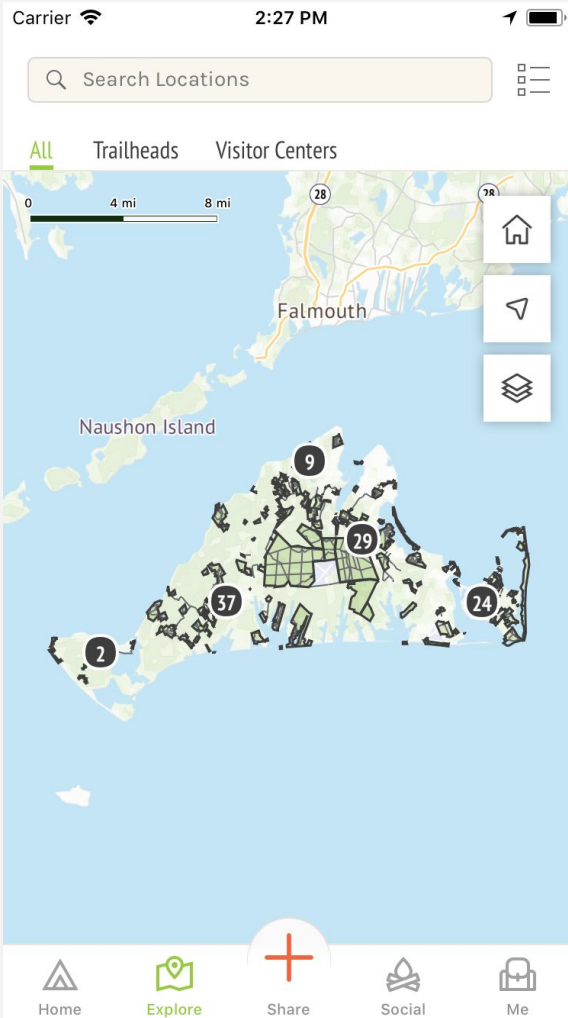 Carrier 2:27 PM
Search Locations
All Trailheads Visitor Centers
0 4 mi 8 mi
28 28
Falmouth
Naushon Island
9
29
37 24
2
Home Explore Share Social Me